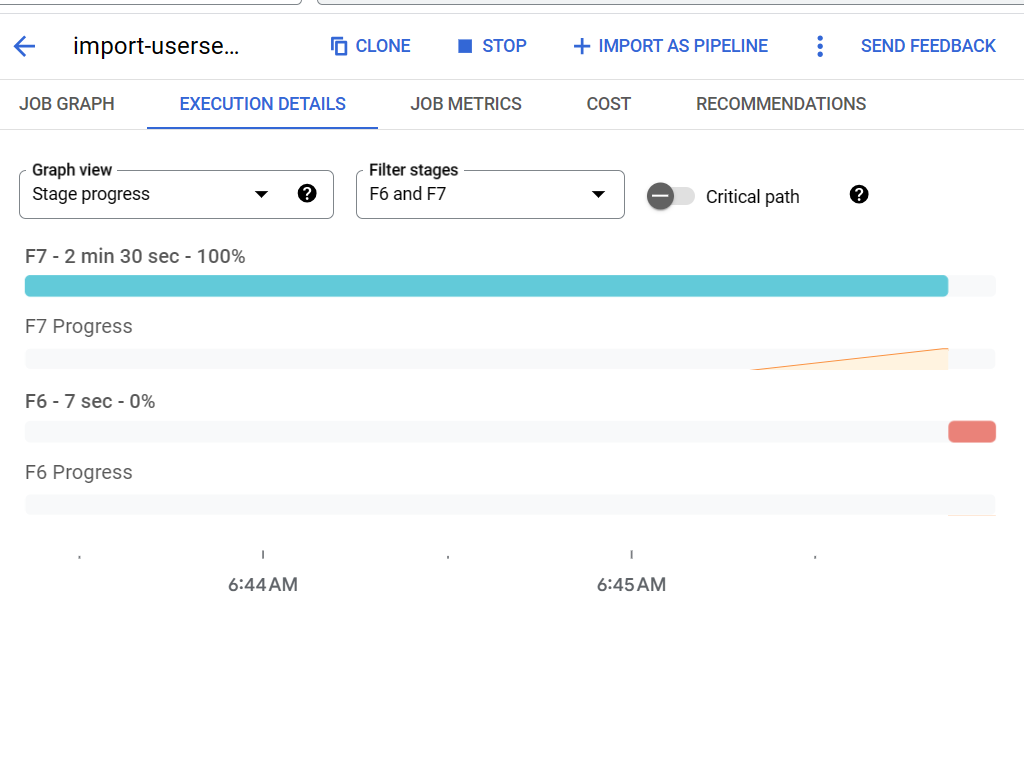 import-userse...
CLONE
STOP
IMPORT AS PIPELINE
SEND FEEDBACK
JOB GRAPH
EXECUTION DETAILS
JOB METRICS
COST
RECOMMENDATIONS
Graph view
Stage progress
Filter stages
F6 and F7
Critical path
F7 - 2 min 30 sec - 100%
F7 Progress
F6 - 7 sec - 0%
F6 Progress
6:44 AM
6:45 AM